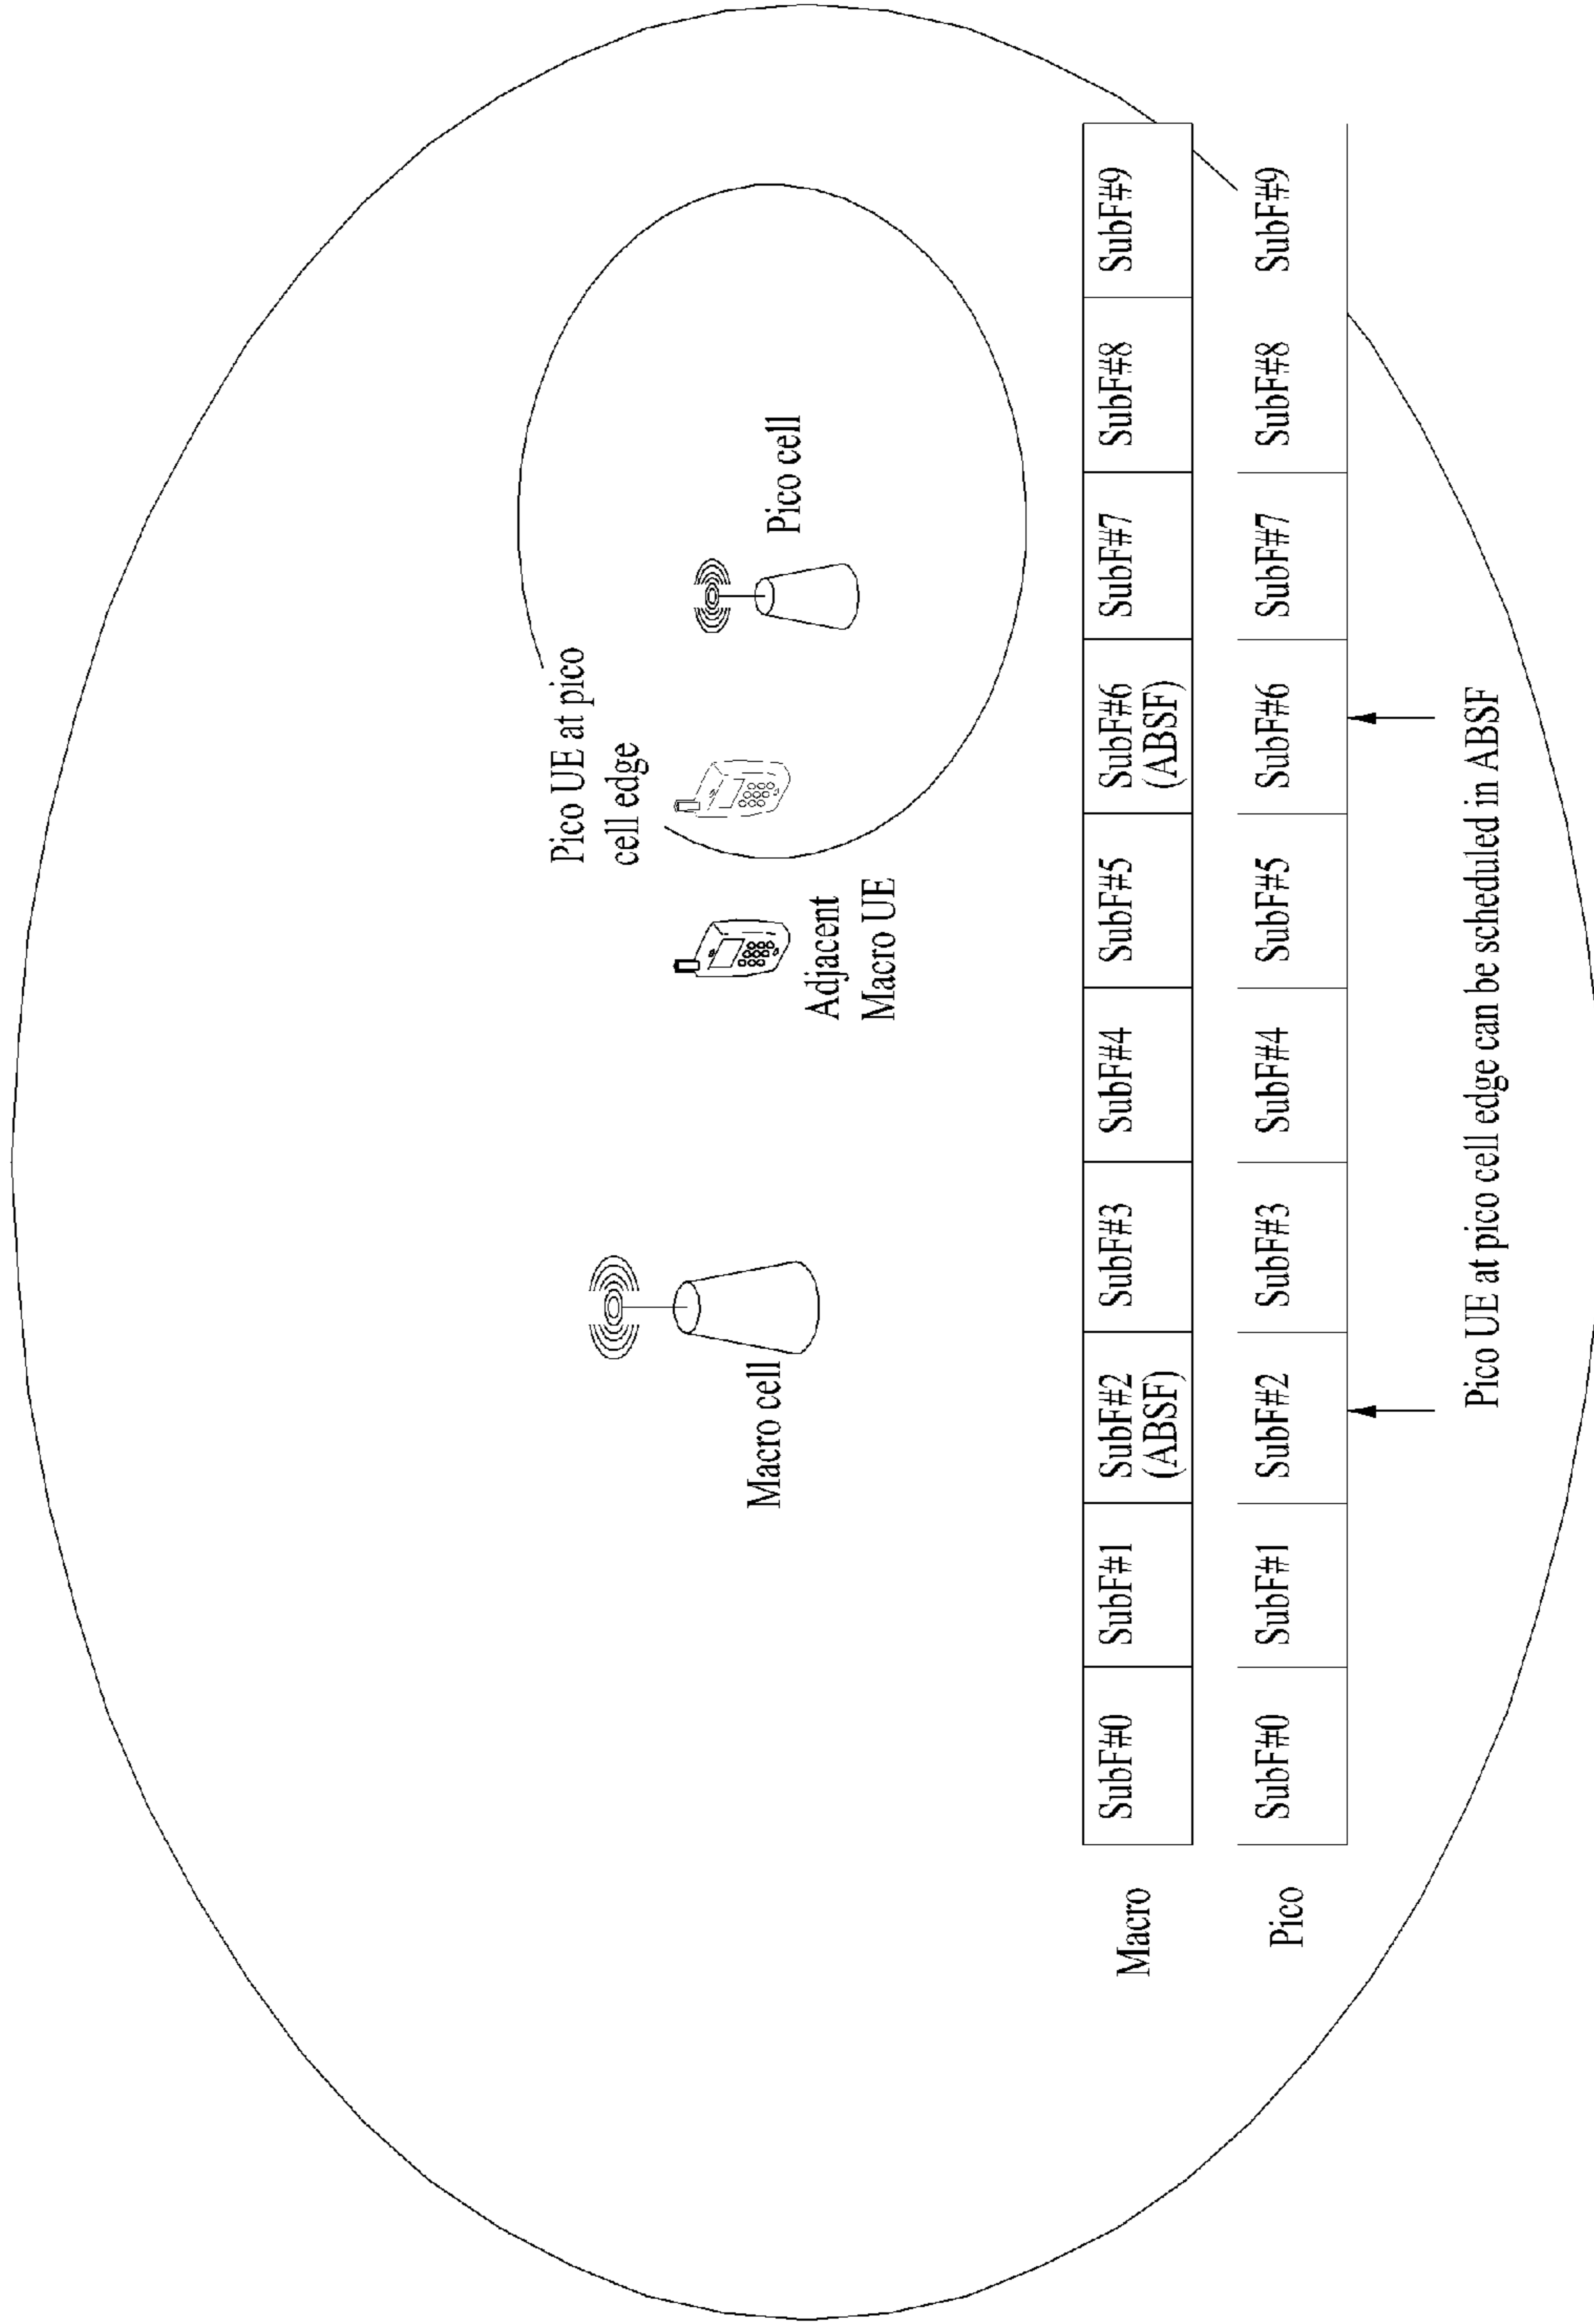 Pico UE at pico
cell edge
Pico cell
Macro cell
Adjacent
Macro UE
Macro
SubF#0
SubF#1
SubF#2
(ABSF)
SubF#3
SubF#4
SubF#5
SubF#6
(ABSF)
SubF#7
SubF#8
SubF#9
Pico
SubF#0
SubF#1
SubF#2
SubF#3
SubF#4
SubF#5
SubF#6
SubF#7
SubF#8
SubF#9
Pico UE at pico cell edge can be scheduled in ABSF